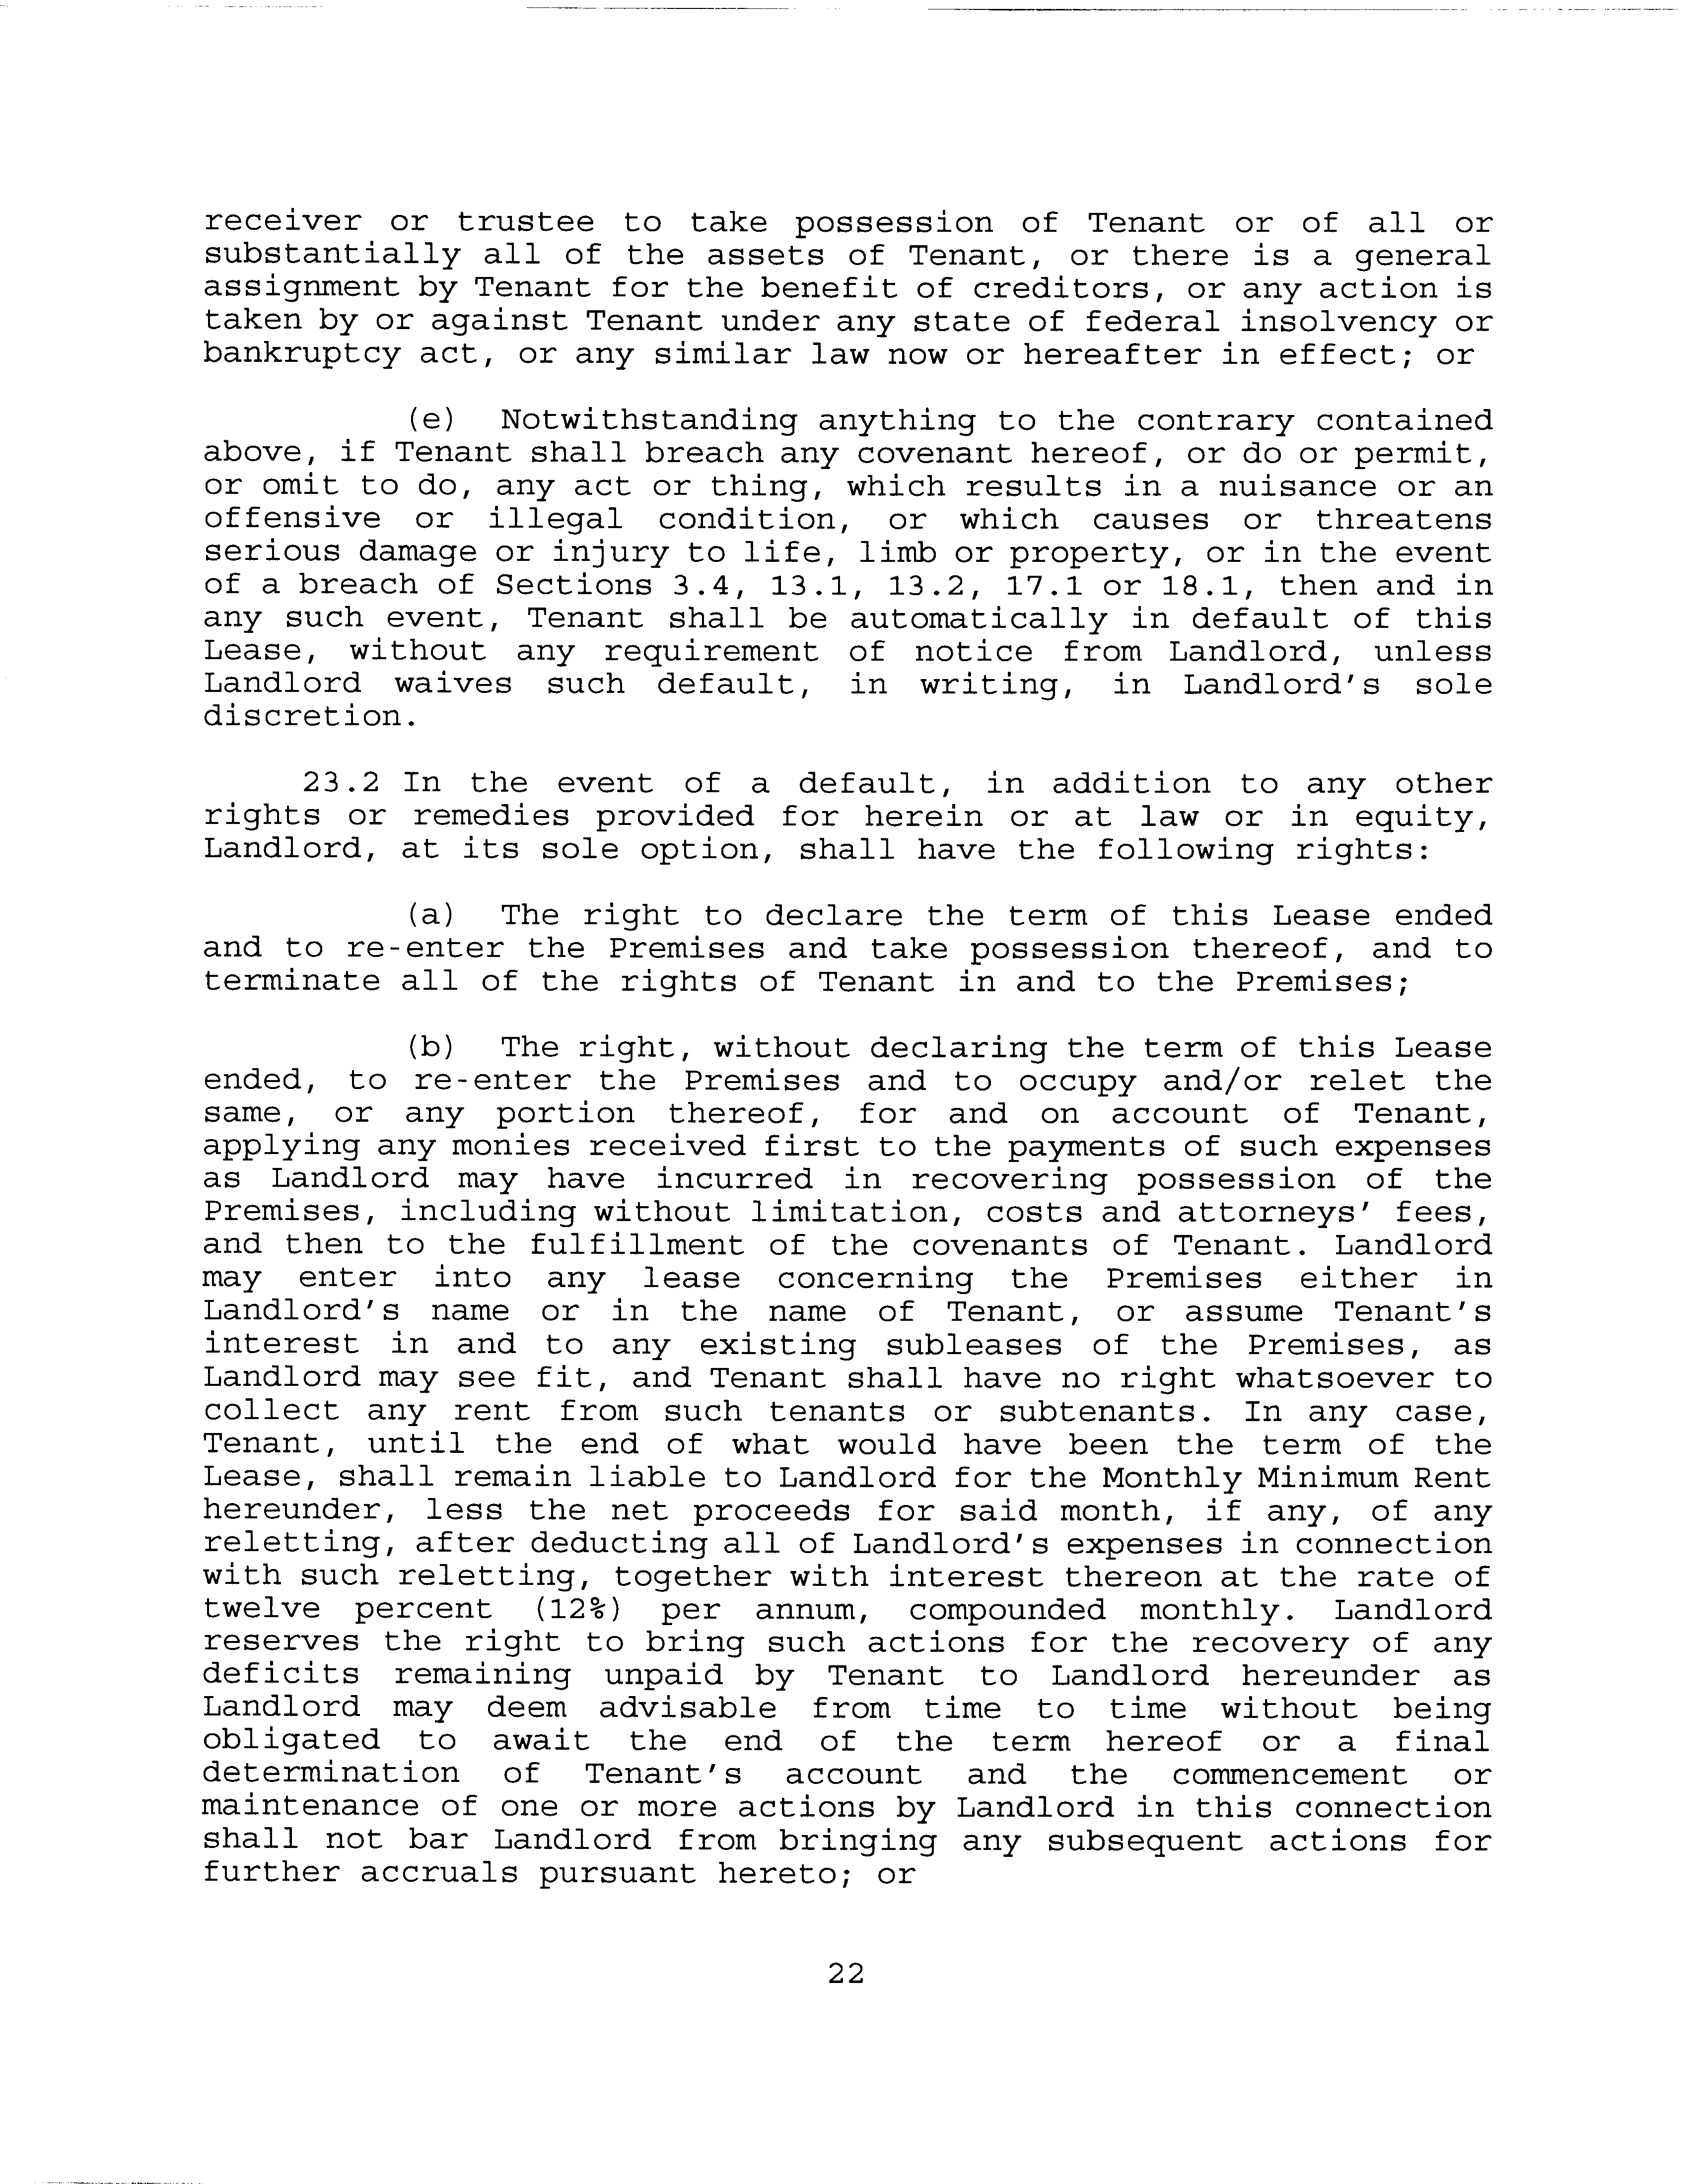 receiver or trustee to take possession of Tenant or of all or
substantially all of the assets of Tenant, or there is a general
assignment by Tenant for the benefit of creditors, or any action is
taken by or against Tenant under any state of federal insolvency or
bankruptcy act, or any similar law now or hereafter in effect; or
(e) Notwithstanding anything to the contrary contained
above, if Tenant shall breach any covenant hereof, or do or permit,
or omit to do, any act or thing, which results in a nuisance or an
offensive or illegal condition, or which causes or threatens
serious damage or injury to life, limb or property, or in the event
of a breach of Sections 3.4, 13.1, 13.2, 17.1 or 18.1, then and in
any such event, Tenant shall be automatically in default of this
Lease, without any requirement of notice from Landlord, unless
Landlord waives such default, in writing, in Landlord's sole
discretion.
23.2 In the event of a default, in addition to any other
rights or remedies provided for herein or at law or in equity,
Landlord, at its sole option, shall have the following rights:
(a) The right to declare the term of this Lease ended
and to re-enter the Premises and take possession thereof, and to
terminate all of the rights of Tenant in and to the Premises;
(b) The right, without declaring the term of this Lease
ended, to re-enter the Premises and to occupy and/or relet the
same, or any portion thereof, for and on account of Tenant,
applying any monies received first to the payments of such expenses
as Landlord may have incurred in recovering possession of the
Premises, including without limitation, costs and attorneys' fees,
and then to the fulfillment of the covenants of Tenant. Landlord
may enter into any lease concerning the Premises either in
Landlord's name or in the name of Tenant, or assume Tenant's
interest in and to any existing subleases of the Premises, as
Landlord may see fit, and Tenant shall have no right whatsoever to
collect any rent from such tenants or subtenants. In any case,
Tenant, until the end of what would have been the term of the
Lease, shall remain liable to Landlord for the Monthly Minimum Rent
hereunder, less the net proceeds for said month, if any, of any
reletting, after deducting all of Landlord's expenses in connection
with such reletting, together with interest thereon at the rate of
twelve percent (12%) per annum, compounded monthly. Landlord
reserves the right to bring such actions for the recovery of any
deficits remaining unpaid by Tenant to Landlord hereunder as
Landlord may deem advisable from time to time without being
obligated to await the end of the term hereof or a final
determination of Tenant's account and the commencement or
maintenance of one or more actions by Landlord in this connection
shall not bar Landlord from bringing any subsequent actions for
further accruals pursuant hereto; or
22